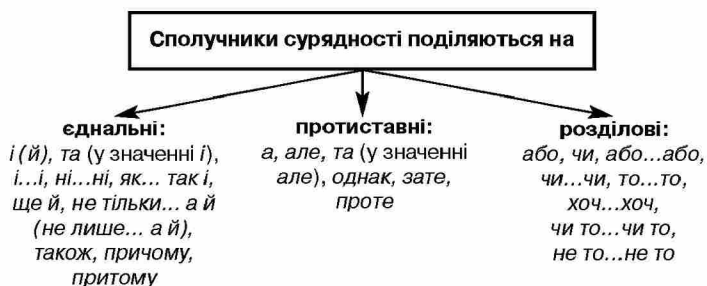 Сполучники сурядності поділяються на
єднальні:
і (й), та (у значенні і),
і...і, ні...ні, як... так і,
ще й, не тільки... а й
(не лише... а й),
також, причому,
притому
протиставні:
а, але, та (у значенні
але), однак, зате,
проте
розділові:
або, чи, або...або,
чи...чи, то...то,
хоч...хоч,
чи то...чи то,
не то...не то